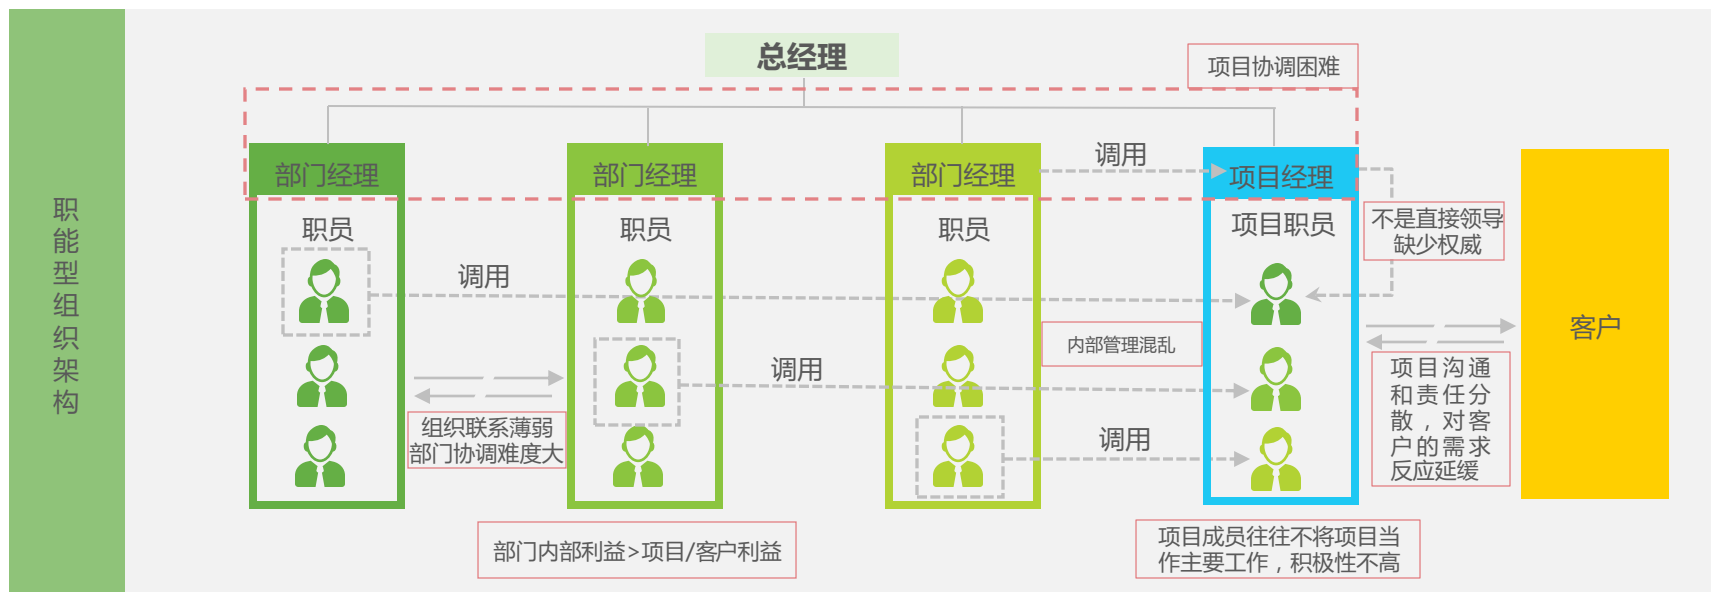 职能型组织架构
总经理
项目协调困难
部门经理
部门经理
部门经理
调用
项目经理
职员
职员
职员
项目职员
不是直接领导
缺少权威
调用
客户
内部管理混乱
调用
项目沟通
和责任分
散，对客
户的需求
反应延缓
组织联系薄弱
部门协调难度大
调用
部门内部利益>项目/客户利益
项目成员往往不将项目当
作主要工作，积极性不高